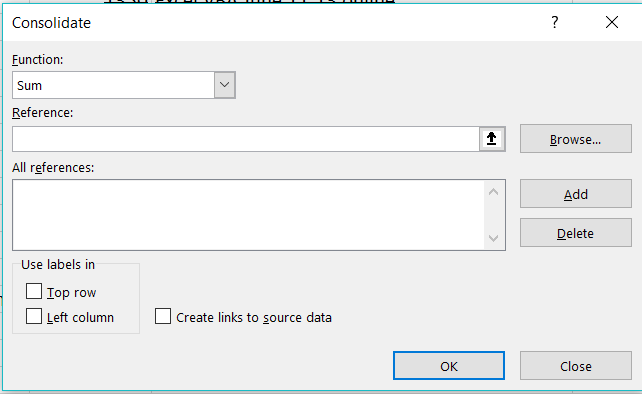 Consolidate
?
Function:
Sum
Reference:
Browse...
All references:
Add
Delete
Use labels in
Top row
Left column
Create links to source data
OK
Close